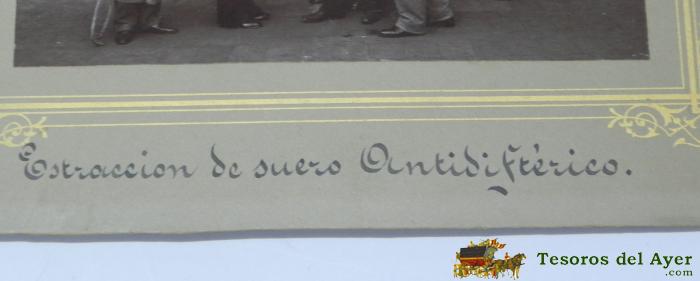 Estraccion de suero Antidiftérico.
Tesoros del Ayer
.com